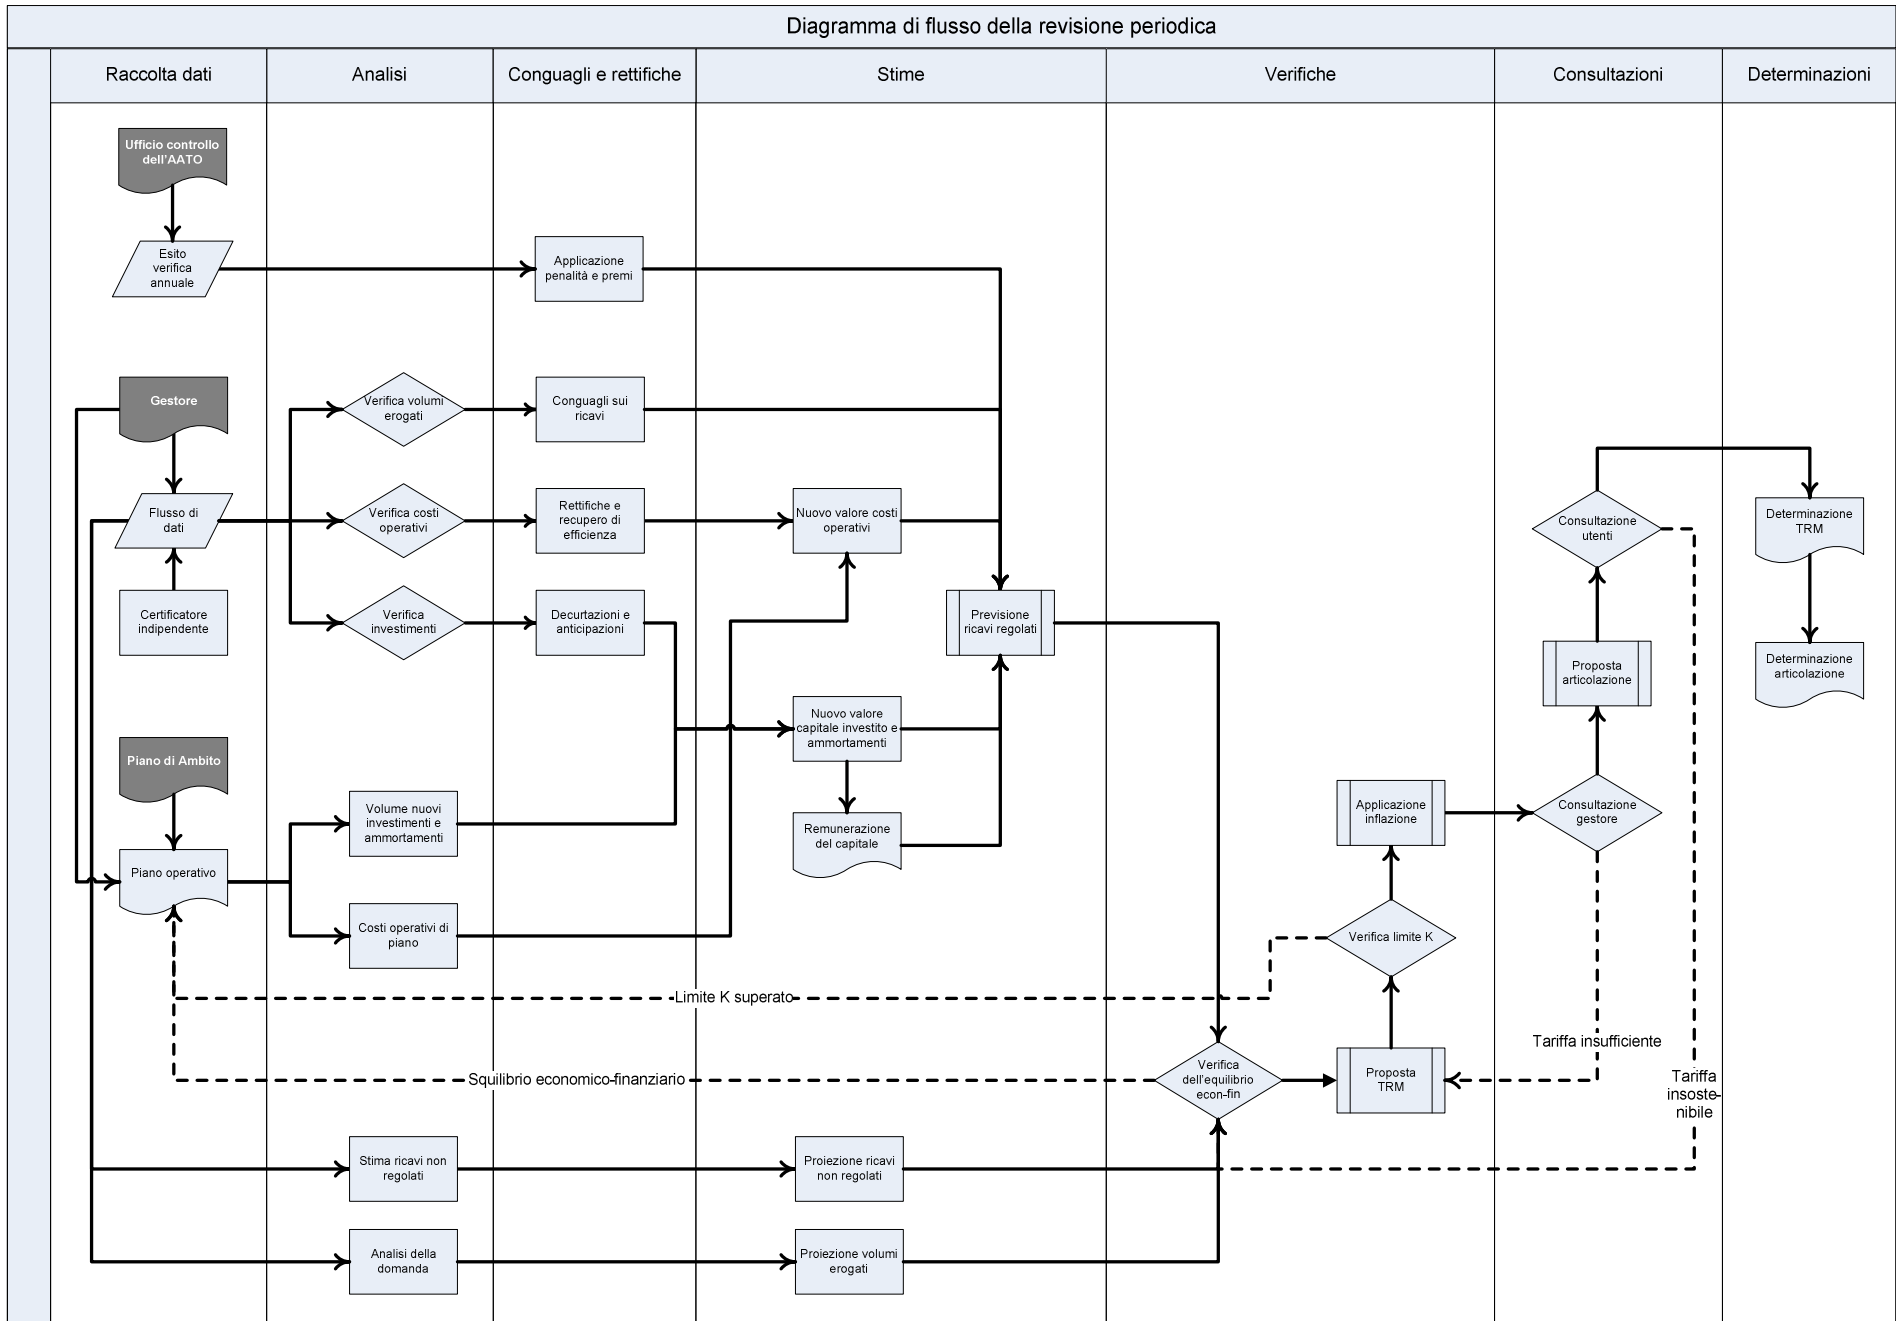 Diagramma di flusso della revisione periodica
Raccolta dati
Analisi
Conguagli e rettifiche
Stime
Verifiche
Consultazioni
Determinazioni
Ufficio controllo
dell'AATO
Esito
verifica
annuale
Applicazione
penalità e premi
Gestore
Verifica volumi
erogati
Conguagli sui
ricavi
Flusso di
dati
Verifica costi
operativi
Rettifiche e
recupero di
efficienza
Nuovo valore costi
operativi
Consultazione
utenti
Determinazione
TRM
Certificatore
indipendente
Verifica
investimenti
Decurtazioni e
anticipazioni
Previsione
ricavi regolati
Proposta
articolazione
Determinazione
articolazione
Nuovo valore
capitale investito e
ammortamenti
Piano di Ambito
Volume nuovi
investimenti e
ammortamenti
Remunerazione
del capitale
Applicazione
inflazione
Consultazione
gestore
Piano operativo
Costi operativi di
piano
Verifica limite K
Limite K superato
Tariffa insufficiente
Squilibrio economico-finanziario
Verifica
dell'equilibrio
econ-fin
Proposta
TRM
Tariffa
insoste-
nibile
Stima ricavi non
regolati
Proiezione ricavi
non regolati
Analisi della
domanda
Proiezione volumi
erogati